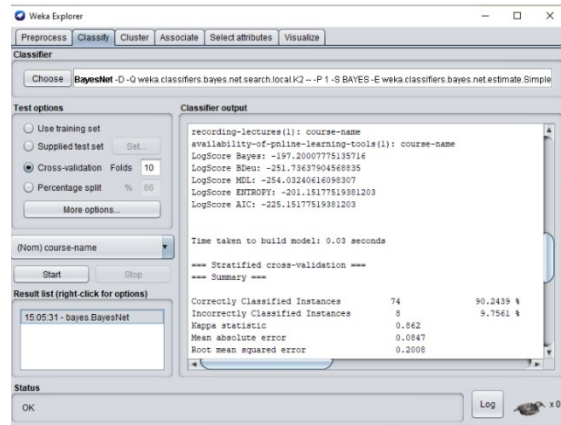 Weka Explorer
Preprocess Classify Cluster Associate Select attributes Visualize
Classifier
Choose BayesNet -D -Q weka.classifiers.bayes.net.search.local.K2 -- -P 1 -S BAYES -E weka.classifiers.bayes.net.estimate.Simple
Test options
Use training set
Supplied test set Set...
Cross-validation Folds 10
Percentage split % 66
More options...
(Nom) course-name
Start Stop
Result list (right-click for options)
15:05:31 - bayes.BayesNet
Classifier output
recording-lectures(1): course-name
availability-of-pnline-learning-tools(1): course-name
LogScore Bayes: -197.20007775135716
LogScore BDeu: -251.73637904568835
LogScore MDL: -254.03240616098307
LogScore ENTROPY: -201.15177519381203
LogScore AIC: -225.15177519381203
Time taken to build model: 0.03 seconds
=== Stratified cross-validation ===
=== Summary ===
Correctly Classified Instances 74 90.2439 %
Incorrectly Classified Instances 8 9.7561 %
Kappa statistic 0.862
Mean absolute error 0.0847
Root mean squared error 0.2008
Status
OK
Log
x 0